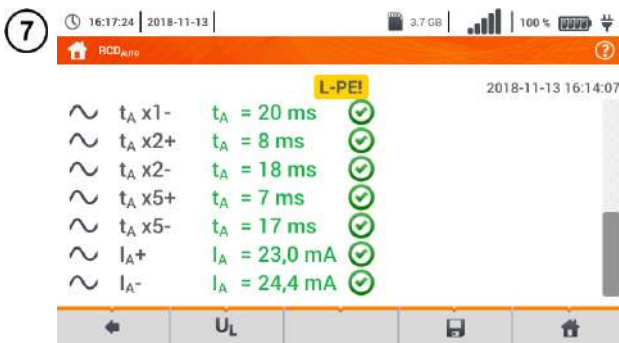 7
16:17:24 2018-11-13 3.7 GB 100 %
RCDAUTO ?
L-PE! 2018-11-13 16:14:07
tA x1- tA = 20 ms
tA x2+ tA = 8 ms
tA x2- tA = 18 ms
tA x5+ tA = 7 ms
tA x5- tA = 17 ms
IA+ IA = 23,0 mA
IA- IA = 24,4 mA
UL